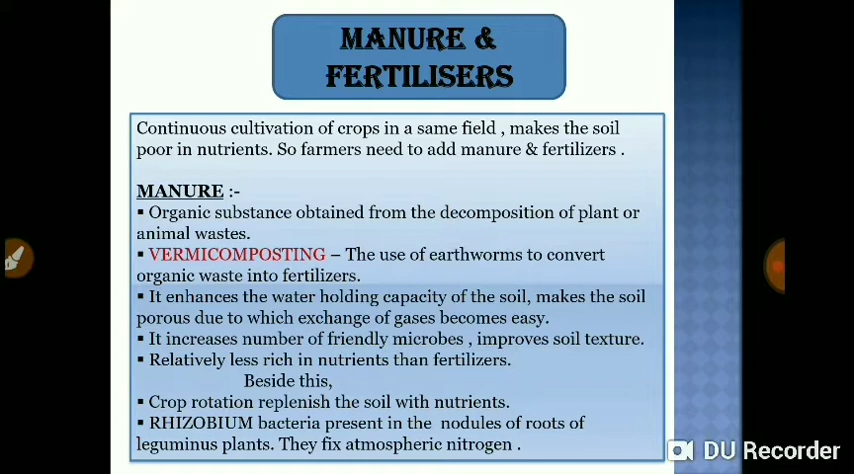 MANURE &
FERTILISERS
Continuous cultivation of crops in a same field , makes the soil
poor in nutrients. So farmers need to add manure & fertilizers .
MANURE :-
▪ Organic substance obtained from the decomposition of plant or
animal wastes.
▪ VERMICOMPOSTING – The use of earthworms to convert
organic waste into fertilizers.
▪ It enhances the water holding capacity of the soil, makes the soil
porous due to which exchange of gases becomes easy.
▪ It increases number of friendly microbes , improves soil texture.
▪ Relatively less rich in nutrients than fertilizers.
Beside this,
▪ Crop rotation replenish the soil with nutrients.
▪ RHIZOBIUM bacteria present in the nodules of roots of
leguminus plants. They fix atmospheric nitrogen .
DU Recorder